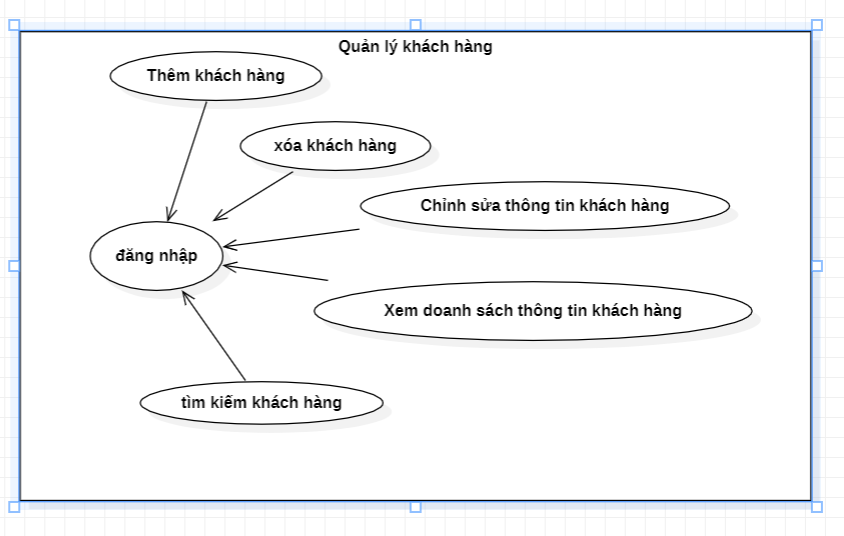 Quản lý khách hàng
Thêm khách hàng
xóa khách hàng
Chỉnh sửa thông tin khách hàng
đăng nhập
Xem doanh sách thông tin khách hàng
tìm kiếm khách hàng